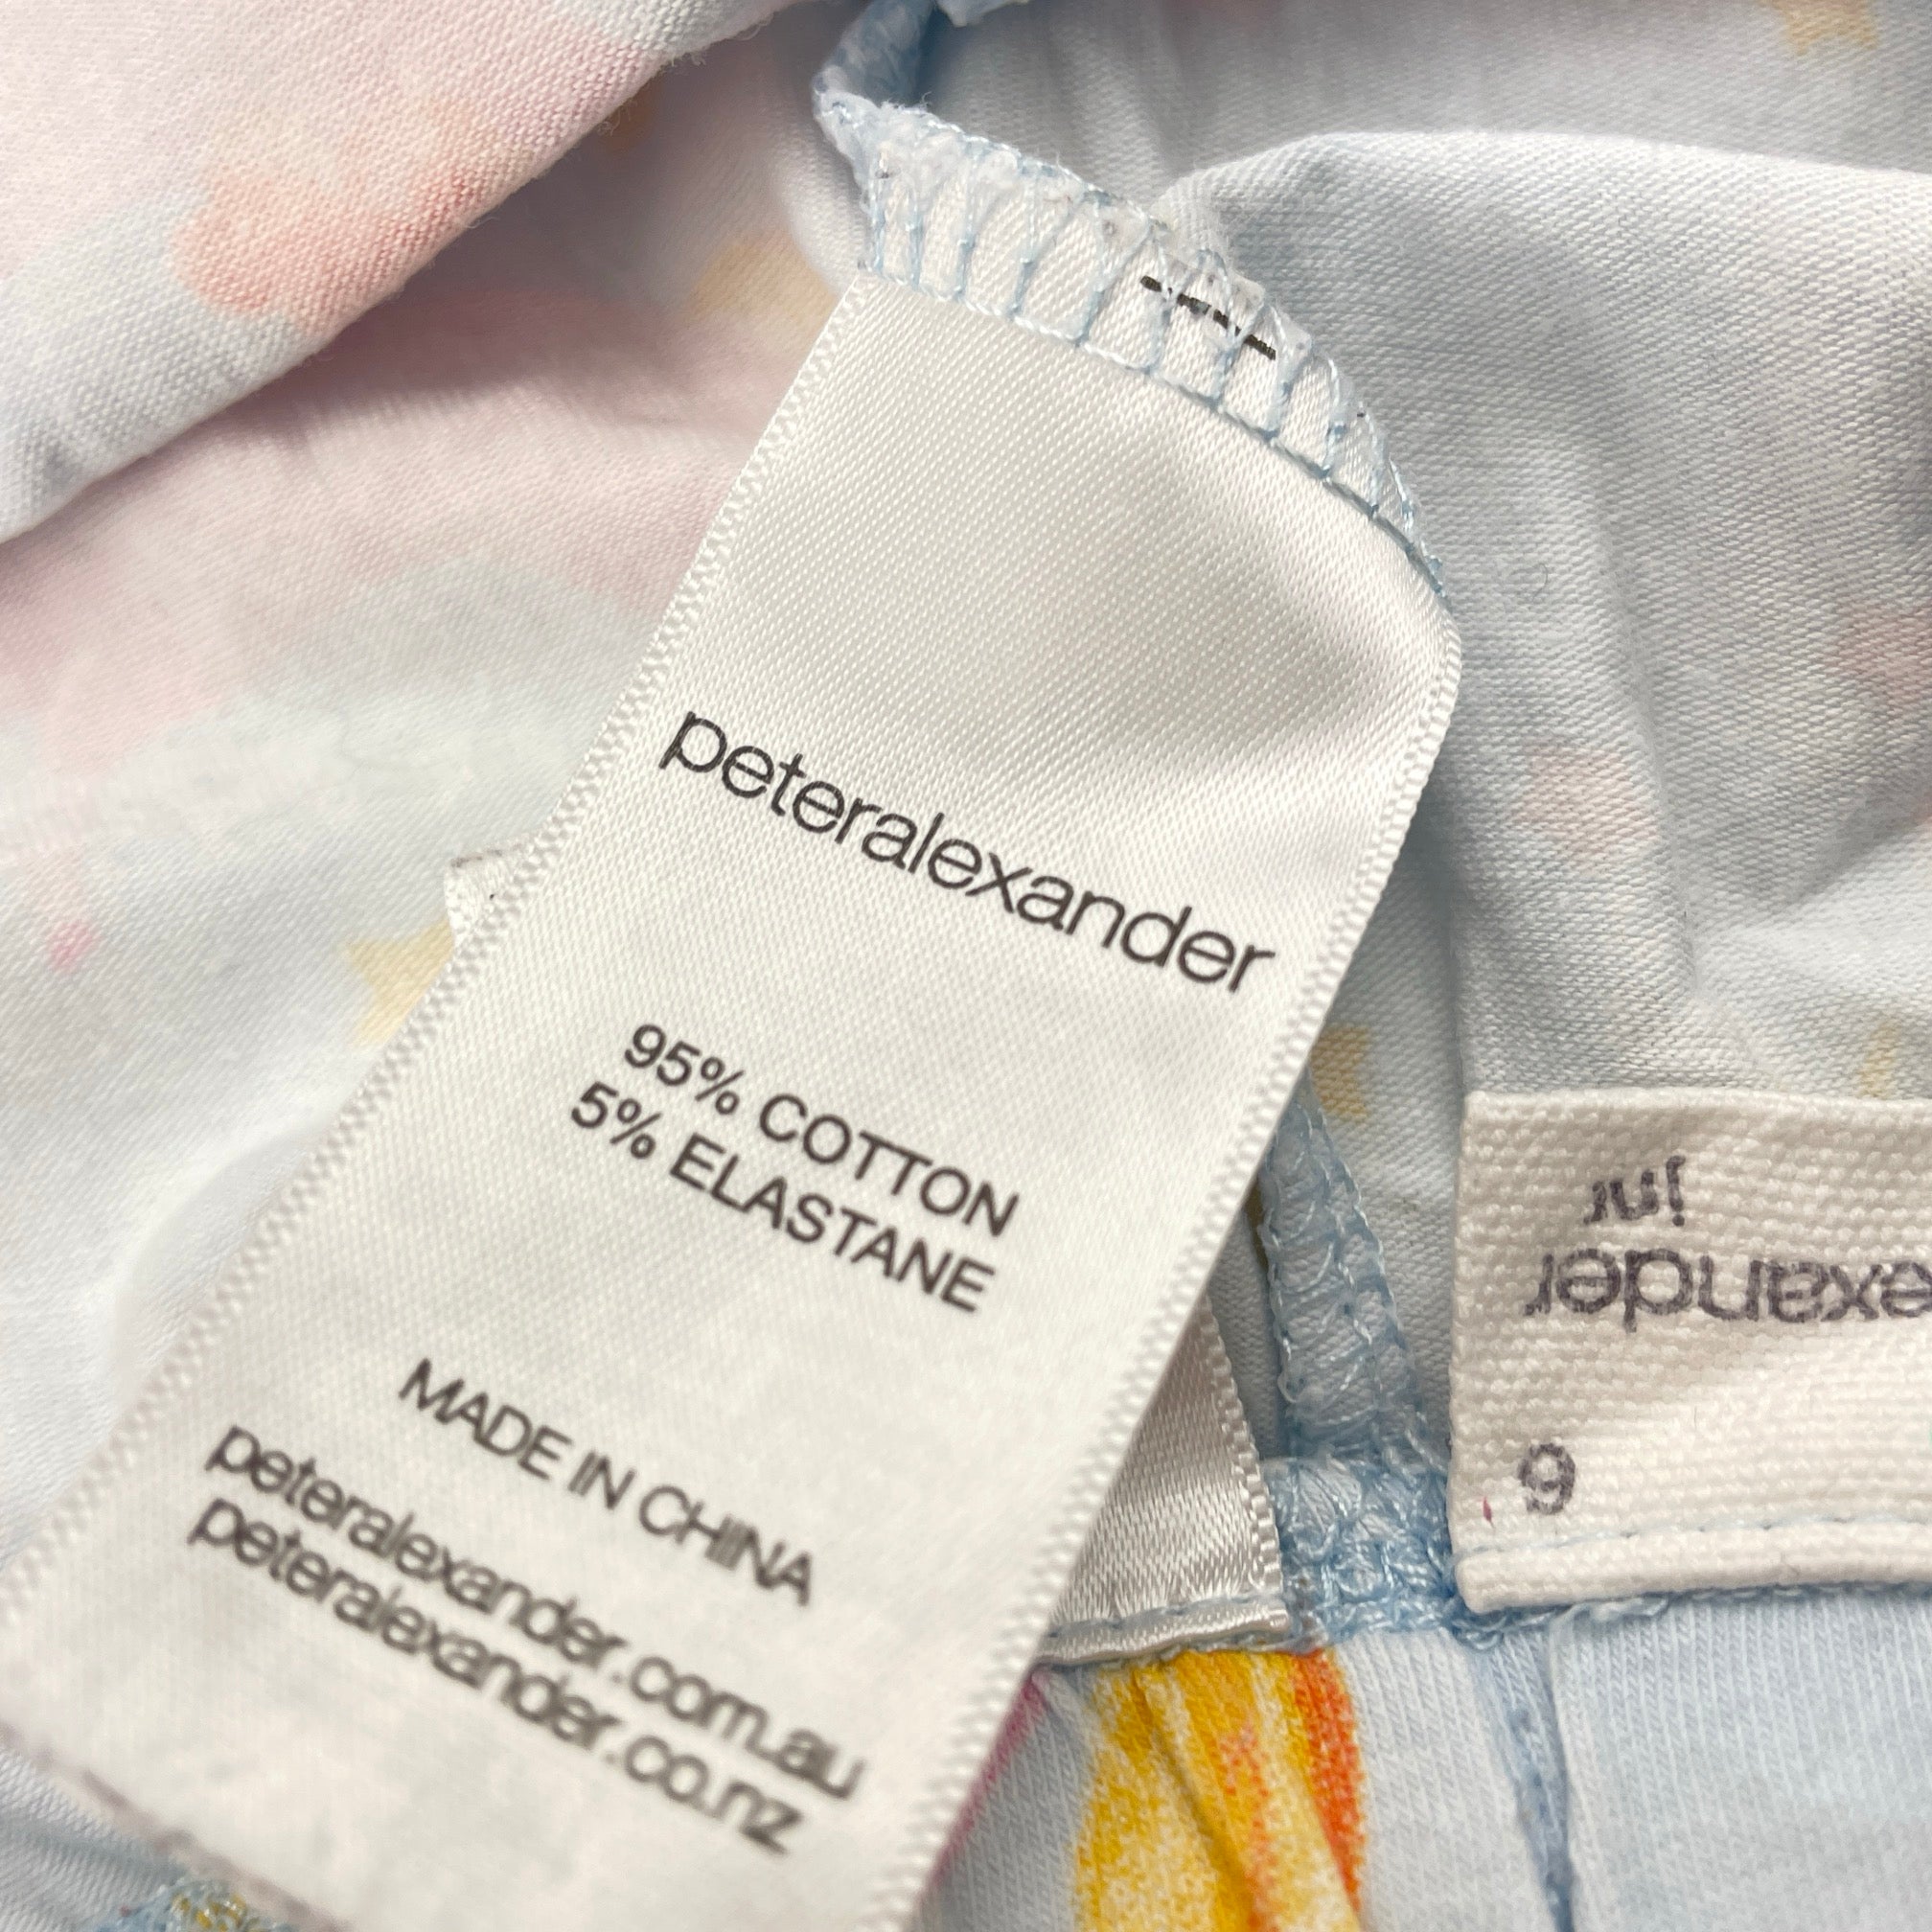 peteralexander
95% COTTON
5% ELASTANE
MADE IN CHINA
peteralexander.com.au
peteralexander.co.nz
6
exander
jnr